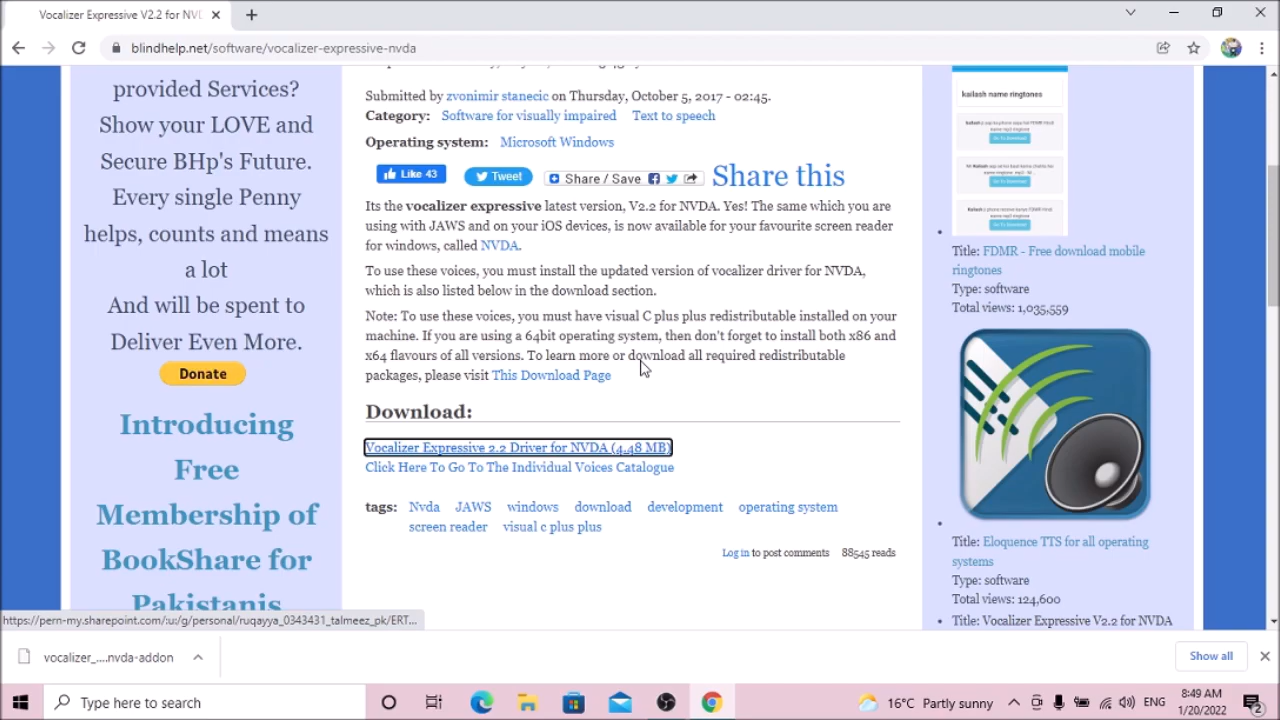 Vocalizer Expressive V2.2 for NV
blindhelp.net/software/vocalizer-expressive-nvda
provided Services?
Show your LOVE and
Secure BHp's Future.
Every single Penny
helps, counts and means
a lot
And will be spent to
Deliver Even More.
Donate
Introducing
Free
Membership of
BookShare for
Pakistanis
Submitted by zvonimir stanecic on Thursday, October 5, 2017 - 02:45.
Category: Software for visually impaired Text to speech
Operating system: Microsoft Windows
Like 43 Tweet Share / Save Share this
Its the vocalizer expressive latest version, V2.2 for NVDA. Yes! The same which you are
using with JAWS and on your iOS devices, is now available for your favourite screen reader
for windows, called NVDA.
To use these voices, you must install the updated version of vocalizer driver for NVDA,
which is also listed below in the download section.
Note: To use these voices, you must have visual C plus plus redistributable installed on your
machine. If you are using a 64bit operating system, then don't forget to install both x86 and
x64 flavours of all versions. To learn more or download all required redistributable
packages, please visit This Download Page
Download:
Vocalizer Expressive 2.2 Driver for NVDA (4.48 MB)
Click Here To Go To The Individual Voices Catalogue
tags: Nvda JAWS windows download development operating system
screen reader visual c plus plus
Log in to post comments 88545 reads
kailash name ringtones
Title: FDMR - Free download mobile
ringtones
Type: software
Total views: 1,035,559
Title: Eloquence TTS for all operating
systems
Type: software
Total views: 124,600
Title: Vocalizer Expressive V2.2 for NVDA
https://pern-my.sharepoint.com/:u:/g/personal/ruqayya_0343431_talmeez_pk/ERT...
vocalizer_....nvda-addon
Show all
Type here to search
16°C Partly sunny
ENG
8:49 AM
1/20/2022
2